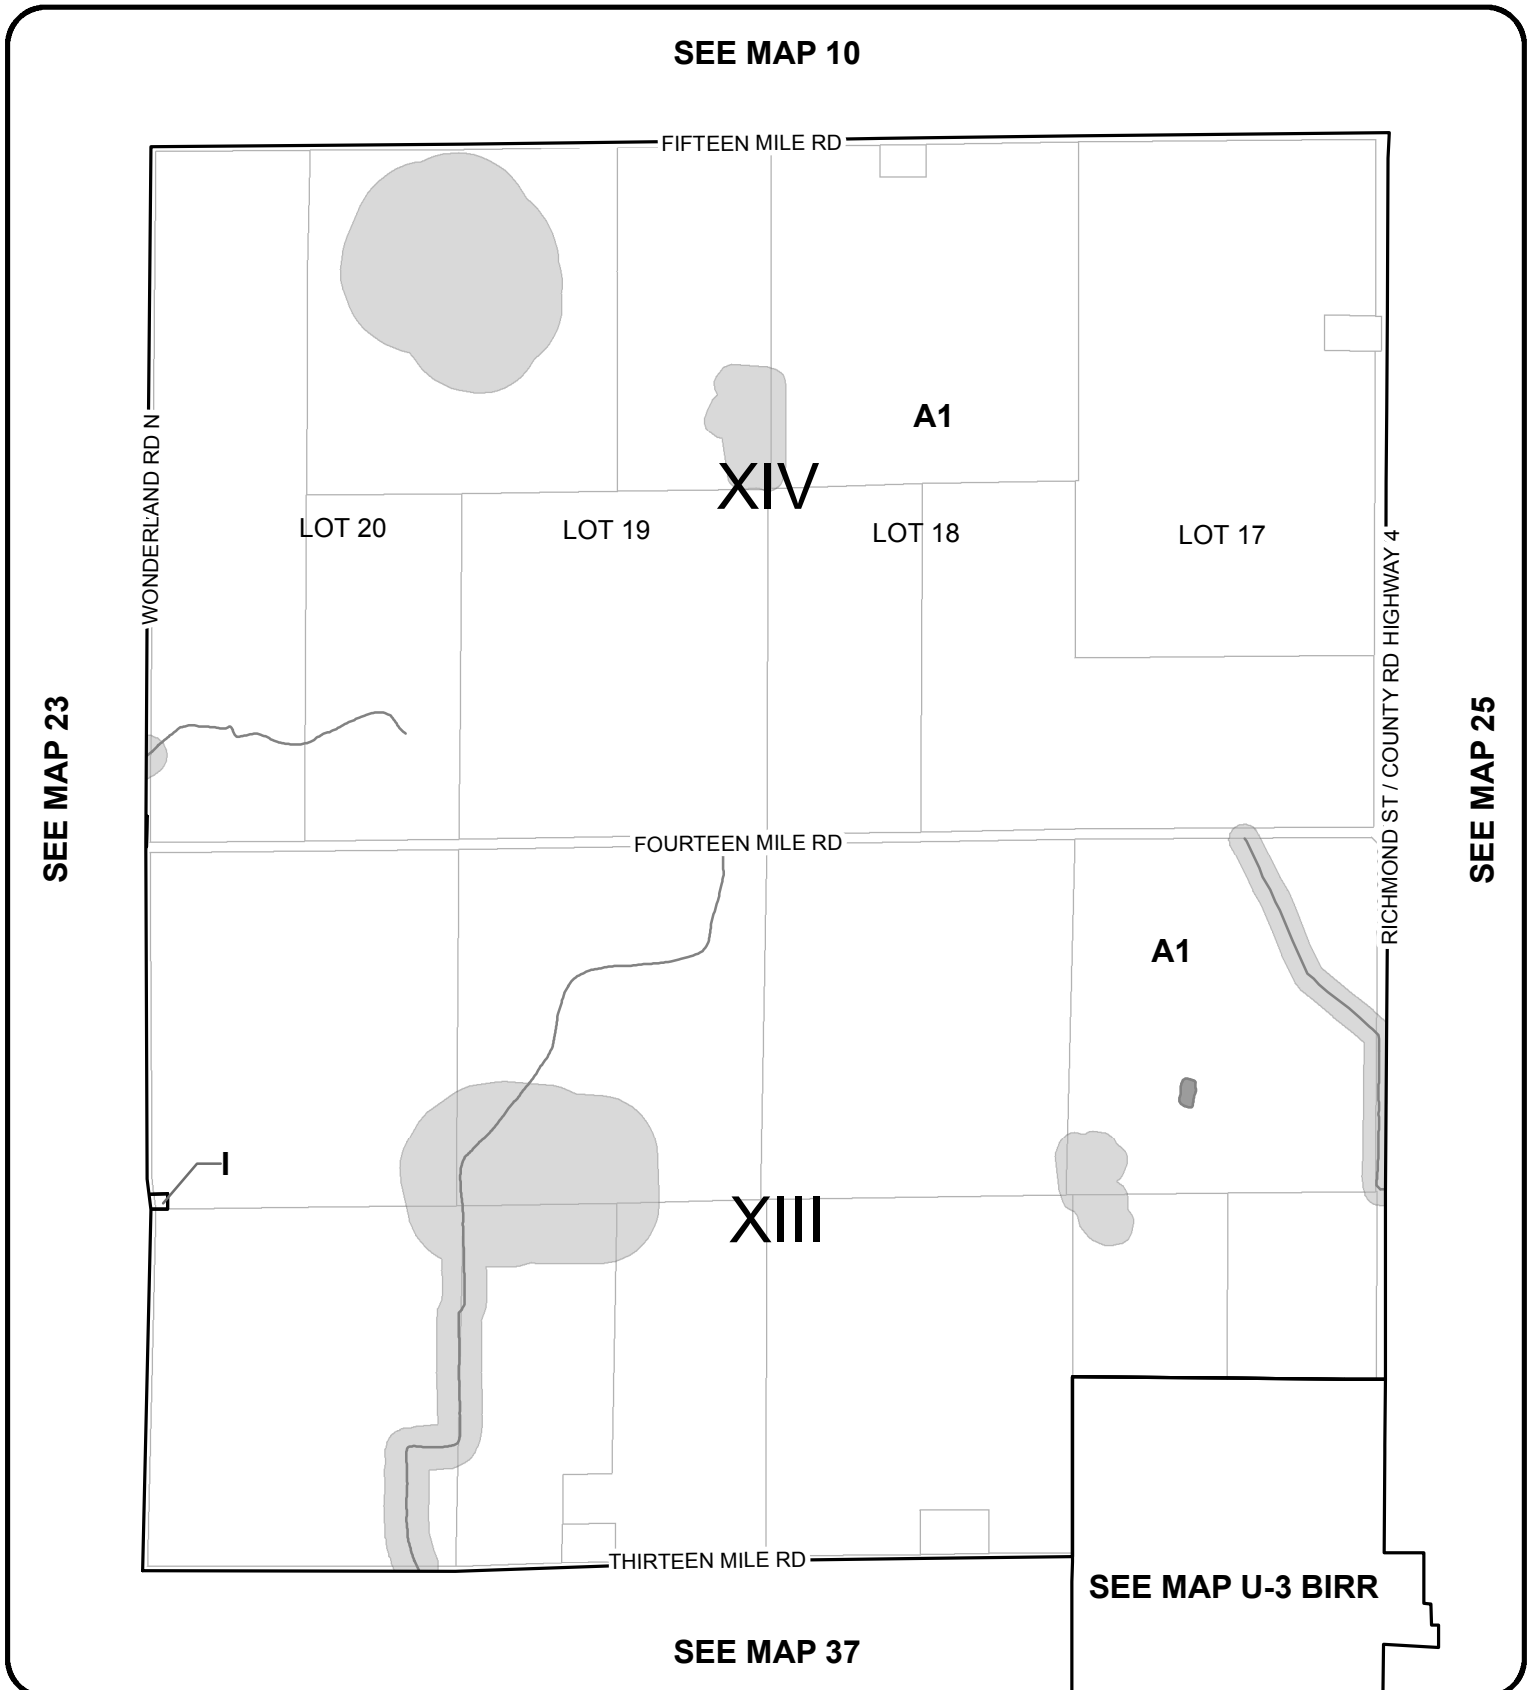 SEE MAP 10
FIFTEEN MILE RD
WONDERLAND RD N
A1
XIV
LOT 20
LOT 19
LOT 18
LOT 17
RICHMOND ST / COUNTY RD HIGHWAY 4
SEE MAP 23
SEE MAP 25
FOURTEEN MILE RD
A1
I
XIII
THIRTEEN MILE RD
SEE MAP U-3 BIRR
SEE MAP 37